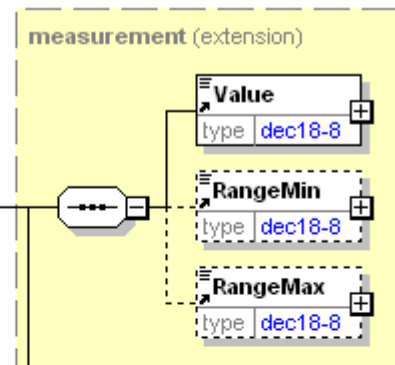 measurement (extension)
Value
type dec18-8
RangeMin
type dec18-8
RangeMax
type dec18-8